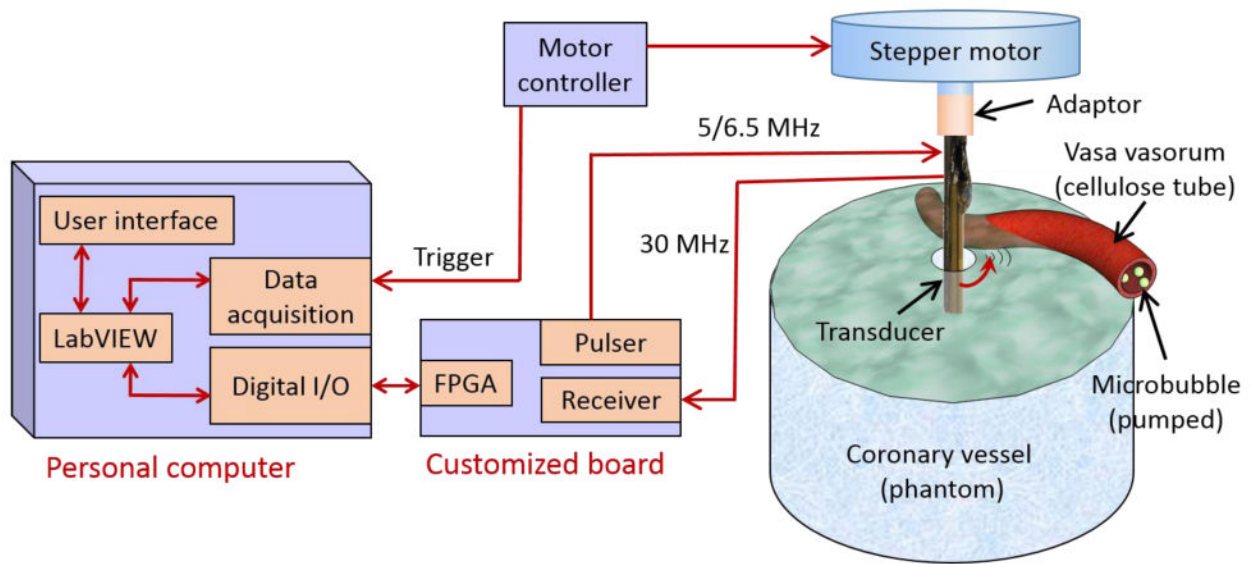 Motor
controller
Stepper motor
Adaptor
5/6.5 MHz
Vasa vasorum
(cellulose tube)
User interface
30 MHz
Trigger
Data
acquisition
LabVIEW
Transducer
Pulser
Digital I/O
FPGA
Receiver
Microbubble
(pumped)
Personal computer
Customized board
Coronary vessel
(phantom)